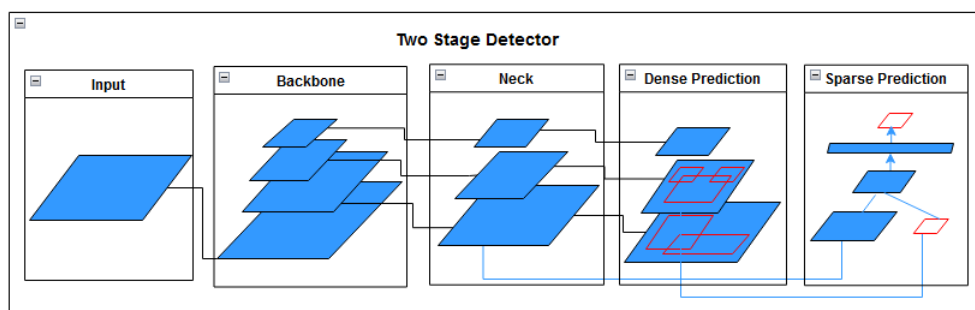 Two Stage Detector
Input
Backbone
Neck
Dense Prediction
Sparse Prediction